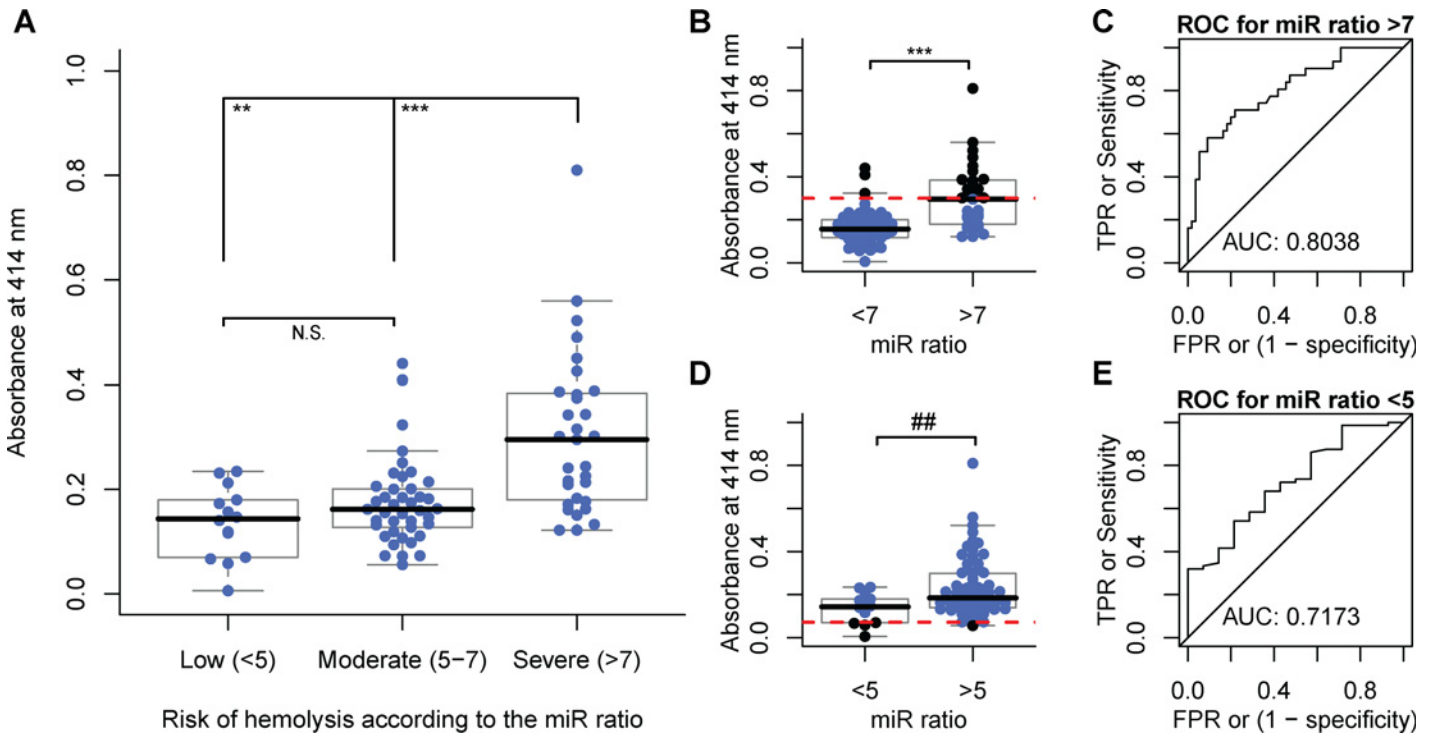 A
Absorbance at 414 nm
1.0
0.8
0.6
0.4
0.2
0.0
**
***
N.S.
Low (<5)
Moderate (5−7)
Severe (>7)
Risk of hemolysis according to the miR ratio
B
Absorbance at 414 nm
0.8
0.4
0.0
***
<7
>7
miR ratio
C
ROC for miR ratio >7
TPR or Sensitivity
0.8
0.4
0.0
AUC: 0.8038
0.0
0.4
0.8
FPR or (1 − specificity)
D
Absorbance at 414 nm
0.8
0.4
0.0
##
<5
>5
miR ratio
E
ROC for miR ratio <5
TPR or Sensitivity
0.8
0.4
0.0
AUC: 0.7173
0.0
0.4
0.8
FPR or (1 − specificity)